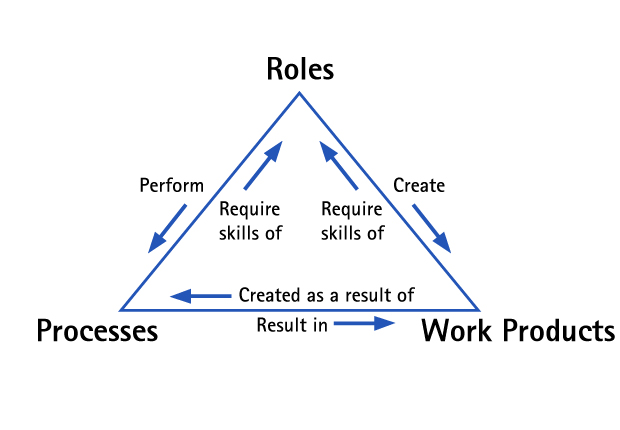 Roles
Perform
Create
Require
skills of
Require
skills of
Created as a result of
Result in
Processes
Work Products